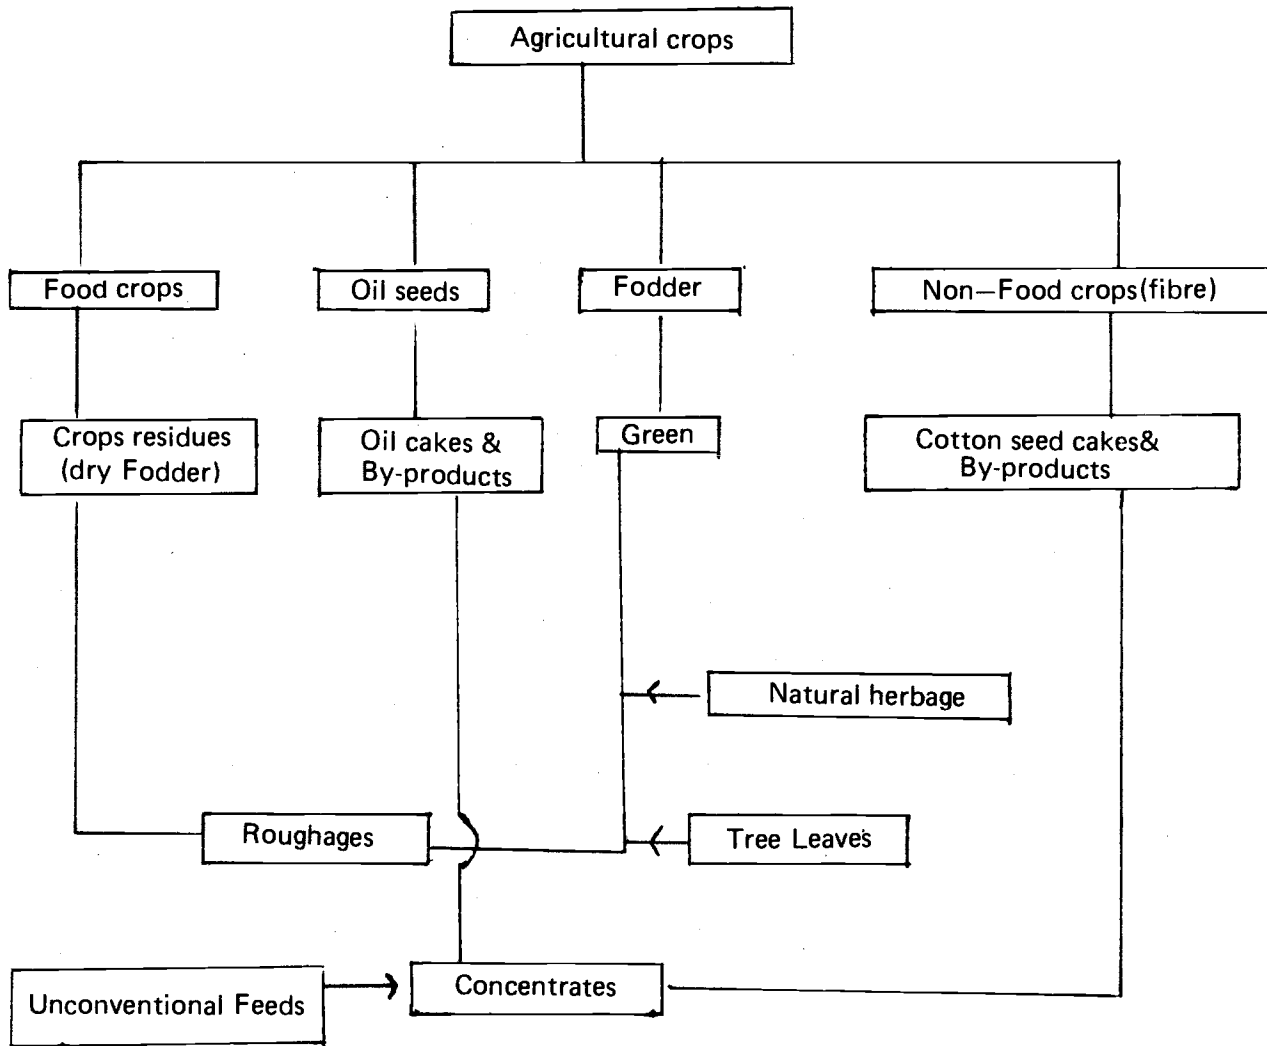 Agricultural crops
Food crops
Oil seeds
Fodder
Non–Food crops(fibre)
Crops residues
(dry Fodder)
Oil cakes &
By-products
Green
Cotton seed cakes&
By-products
Natural herbage
Roughages
Tree Leaves
Concentrates
Unconventional Feeds